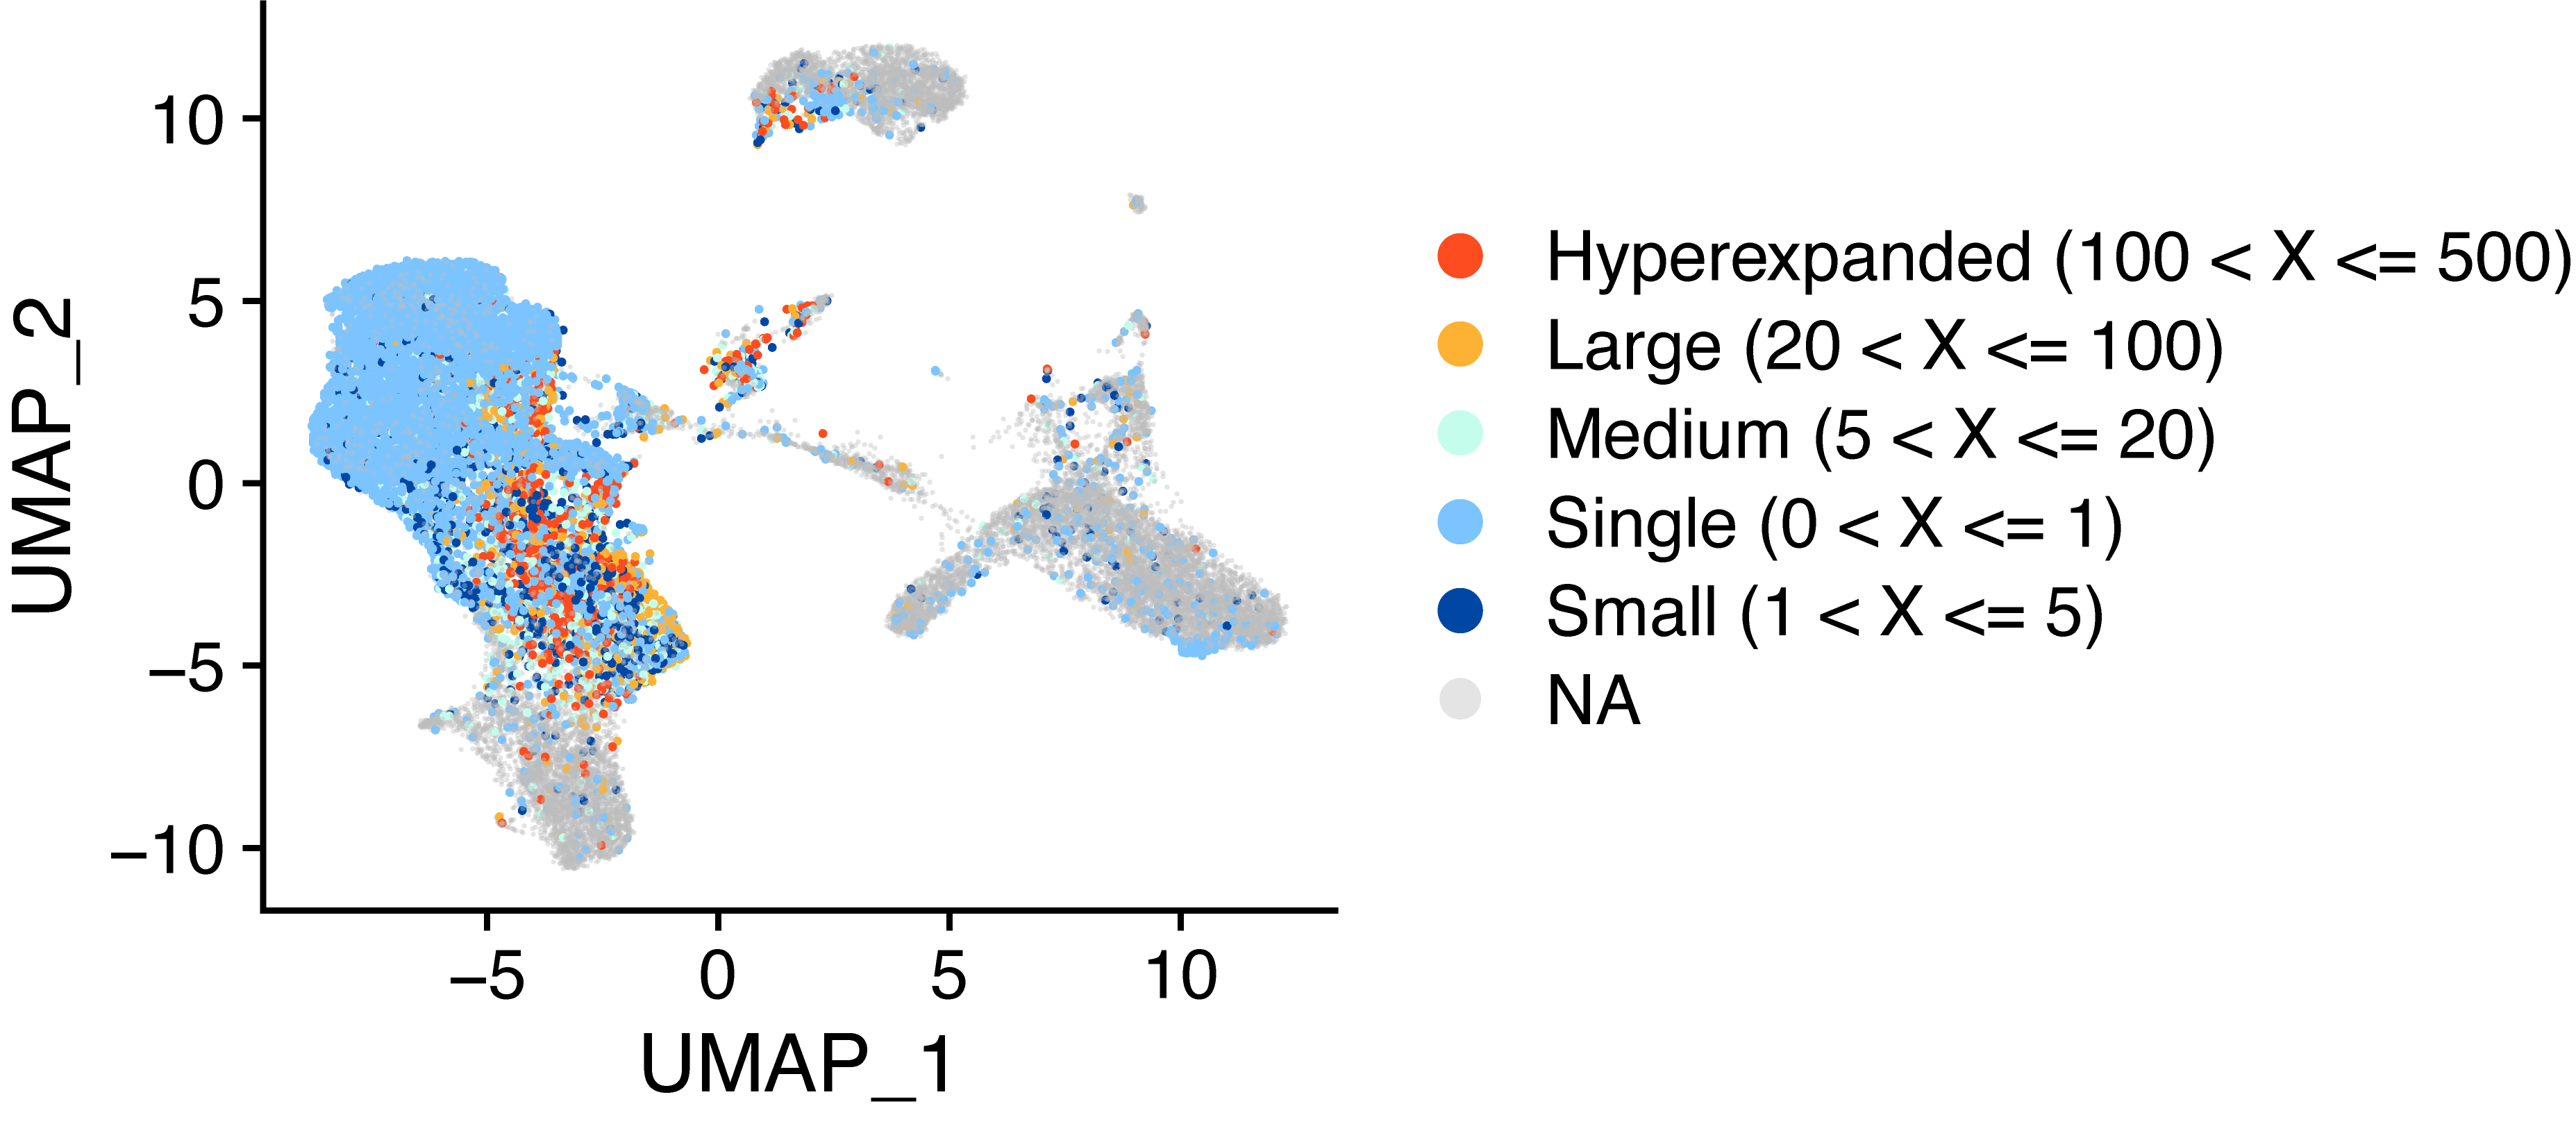 10
5
0
−5
−10
UMAP_2
−5
0
5
10
UMAP_1
Hyperexpanded (100 < X <= 500)
Large (20 < X <= 100)
Medium (5 < X <= 20)
Single (0 < X <= 1)
Small (1 < X <= 5)
NA